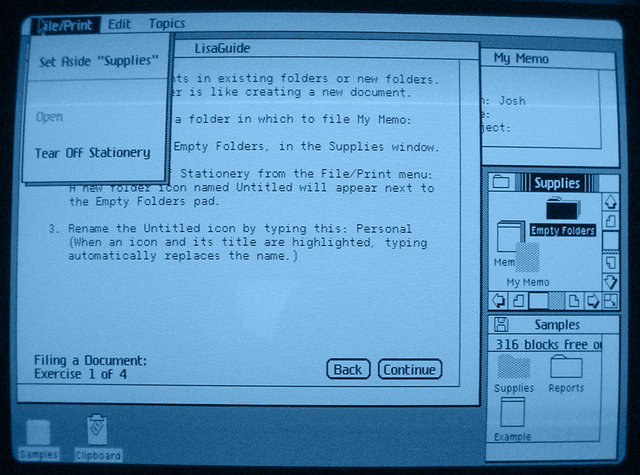 File/Print Edit Topics
Set Aside "Supplies"
Open
Tear Off Stationery
LisaGuide
ts in existing folders or new folders.
r is like creating a new document.
a folder in which to file My Memo:
Empty Folders, in the Supplies window.
Stationery from the File/Print menu:
A new folder icon named Untitled will appear next to
the Empty Folders pad.
3. Rename the Untitled icon by typing this: Personal
(When an icon and its title are highlighted, typing
automatically replaces the name.)
Filing a Document:
Exercise 1 of 4
Back Continue
My Memo
: Josh
:
ject:
Supplies
Empty Folders
Mem
My Memo
Samples
316 blocks free o
Supplies Reports
Example
Samples Clipboard